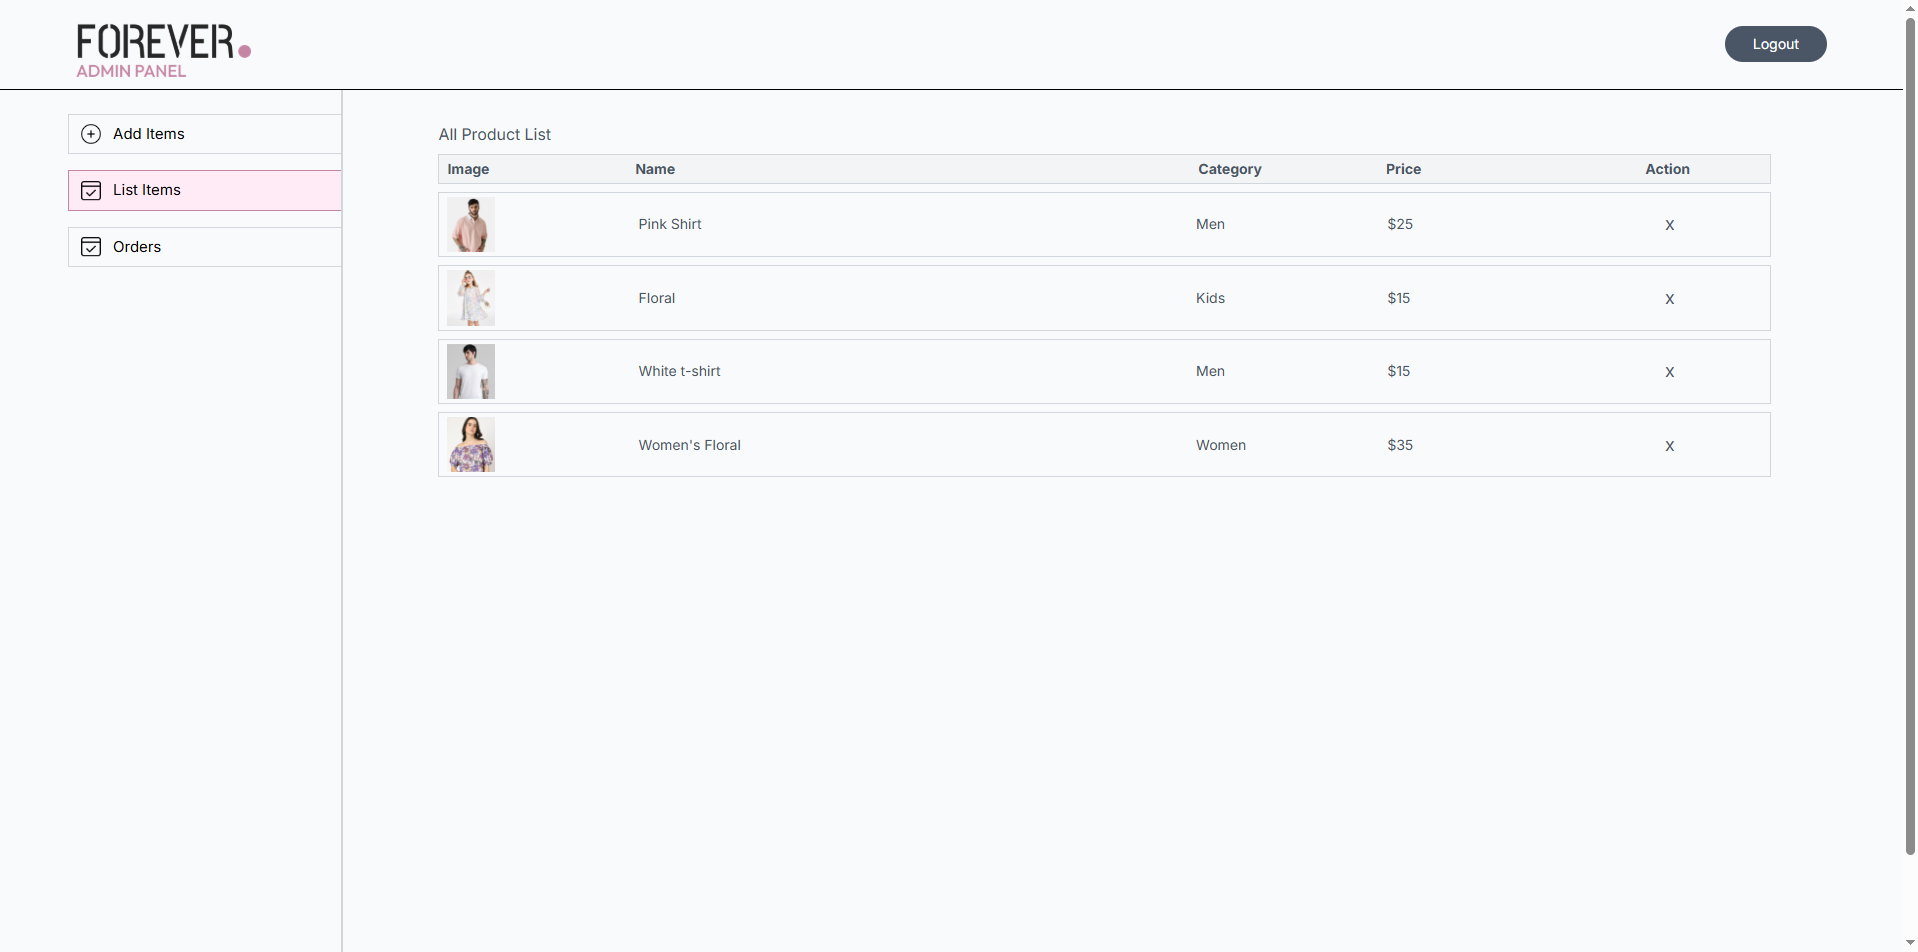 FOREVER.
ADMIN PANEL
Logout
Add Items
List Items
Orders
All Product List
Image Name Category Price Action
Pink Shirt Men $25 X
Floral Kids $15 X
White t-shirt Men $15 X
Women's Floral Women $35 X